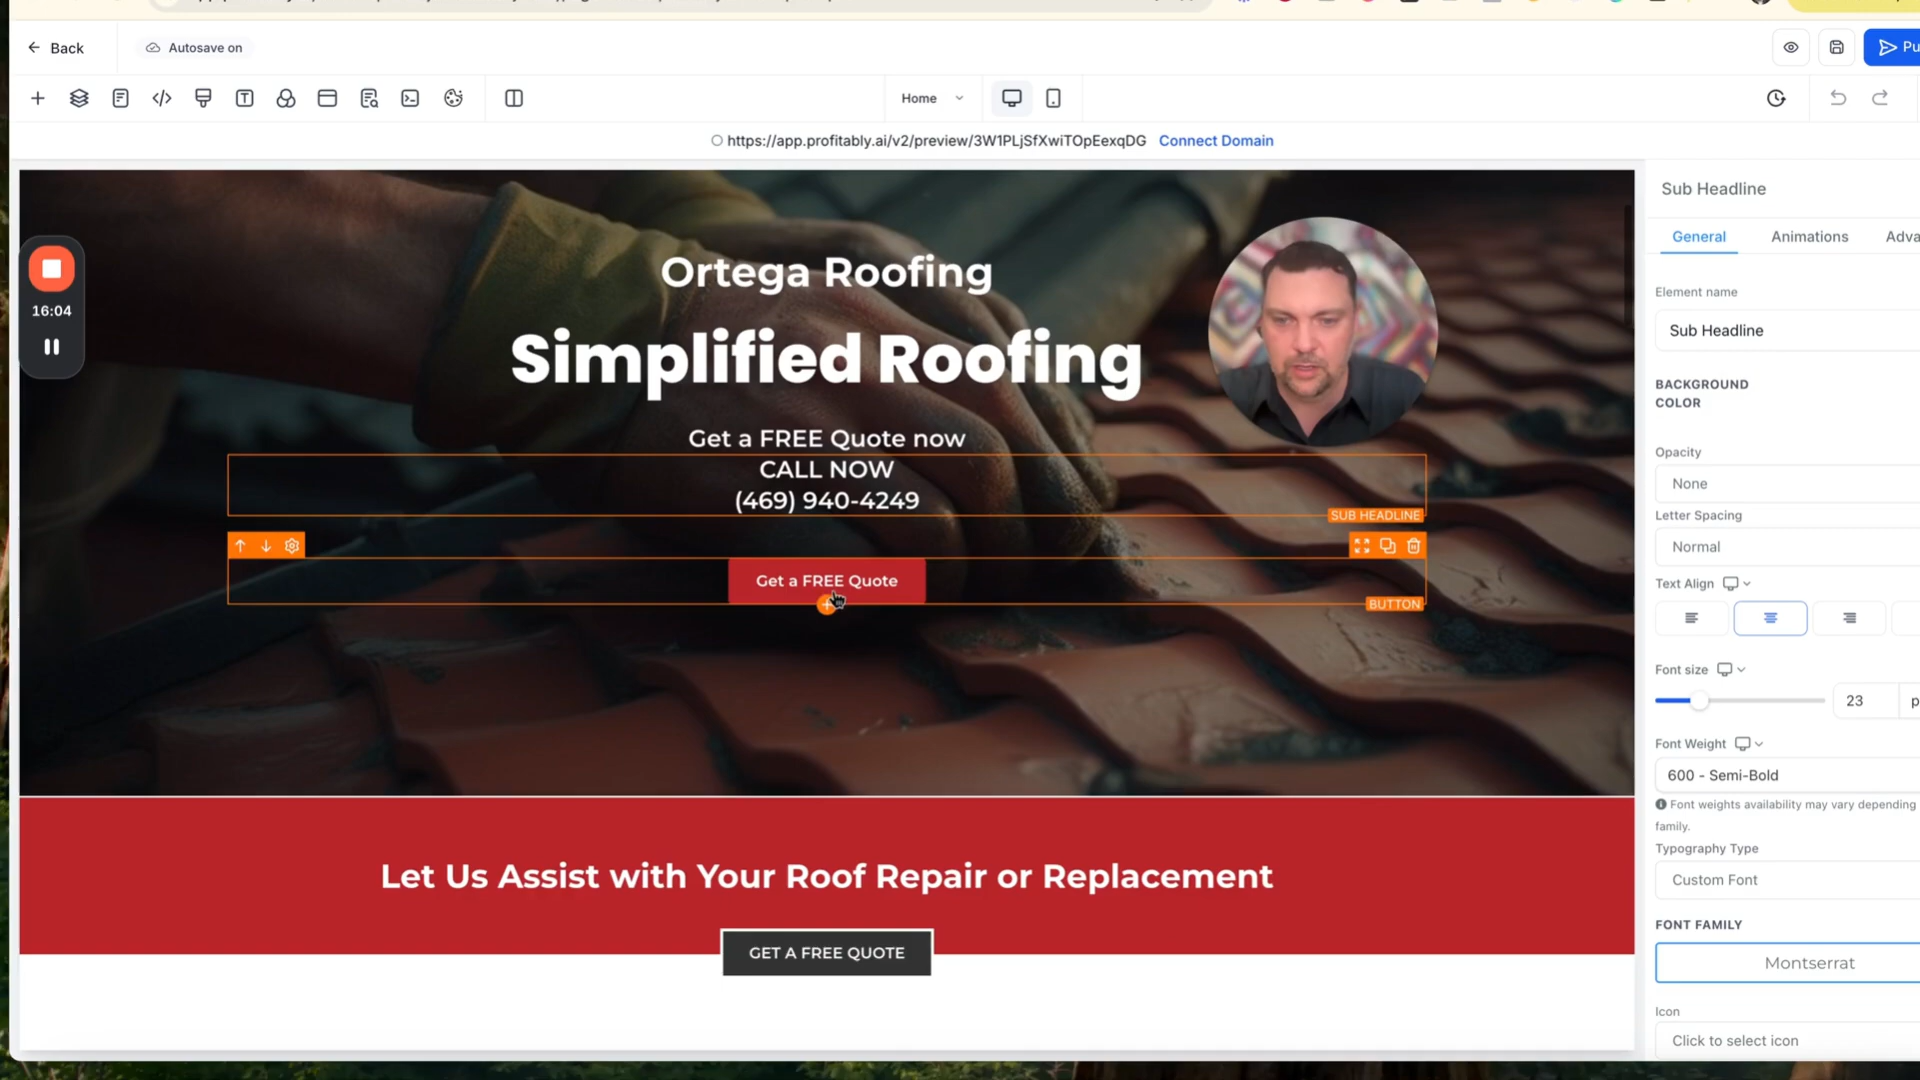 Back
Autosave on
Pu
Home
https://app.profitably.ai/v2/preview/3W1PLjSfXwiTOpEexqDG Connect Domain
Sub Headline
General Animations Adva
Element name
Sub Headline
BACKGROUND
COLOR
Opacity
None
Letter Spacing
Normal
Text Align
Font size
23 p
Font Weight
600 - Semi-Bold
Font weights availability may vary depending
family.
Typography Type
Custom Font
FONT FAMILY
Montserrat
Icon
Click to select icon
16:04
Ortega Roofing
Simplified Roofing
Get a FREE Quote now
CALL NOW
(469) 940-4249
SUB HEADLINE
Get a FREE Quote
BUTTON
Let Us Assist with Your Roof Repair or Replacement
GET A FREE QUOTE